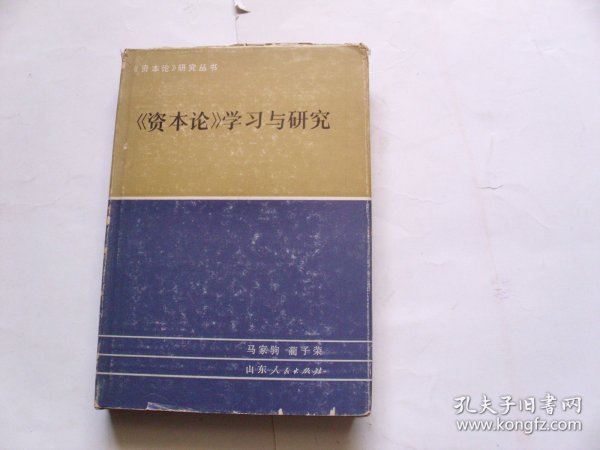 《资本论》研究丛书
《资本论》学习与研究
马家驹 蔺子荣
山东人民出版社
孔夫子旧书网
www.kongfz.com